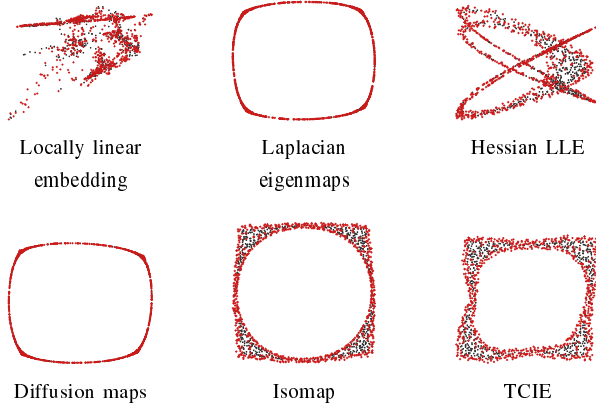 Locally linear
embedding
Laplacian
eigenmaps
Hessian LLE
Diffusion maps
Isomap
TCIE